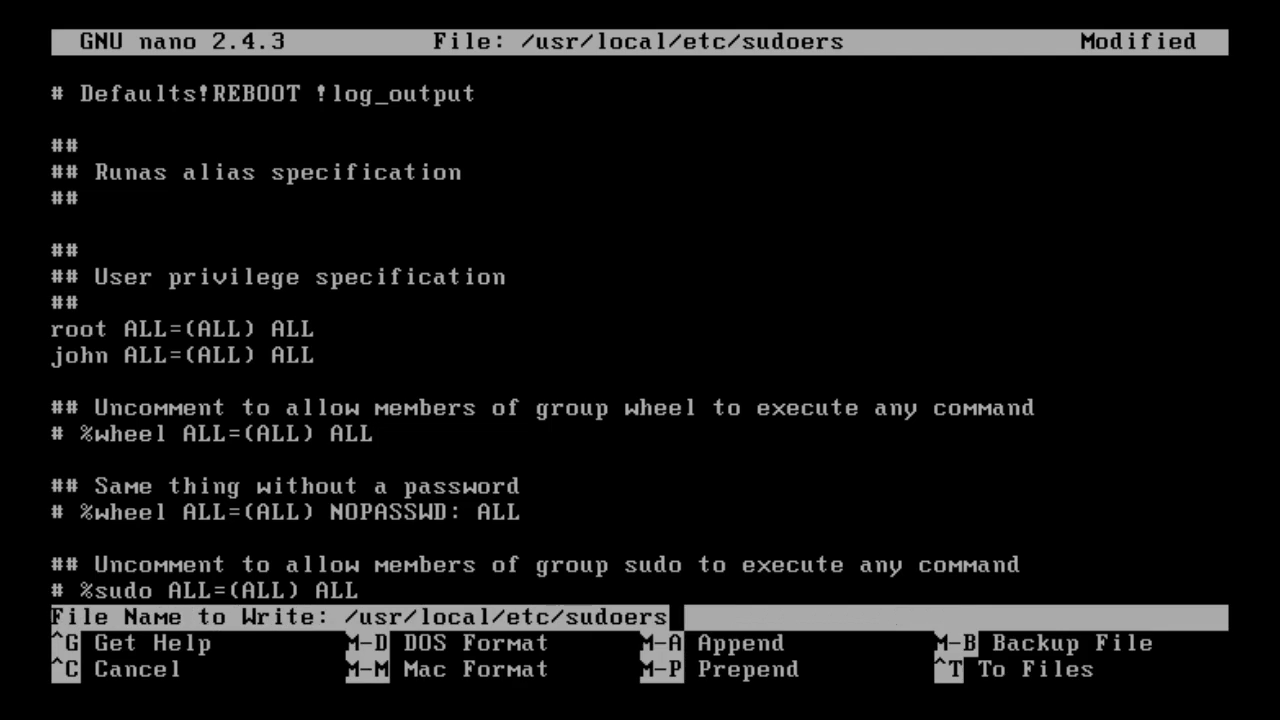 GNU nano 2.4.3 File: /usr/local/etc/sudoers Modified
# Defaults!REBOOT !log_output
##
## Runas alias specification
##
##
## User privilege specification
##
root ALL=(ALL) ALL
john ALL=(ALL) ALL
## Uncomment to allow members of group wheel to execute any command
# %wheel ALL=(ALL) ALL
## Same thing without a password
# %wheel ALL=(ALL) NOPASSWD: ALL
## Uncomment to allow members of group sudo to execute any command
# %sudo ALL=(ALL) ALL
File Name to Write: /usr/local/etc/sudoers
^G Get Help M-D DOS Format M-A Append M-B Backup File
^C Cancel M-M Mac Format M-P Prepend ^T To Files